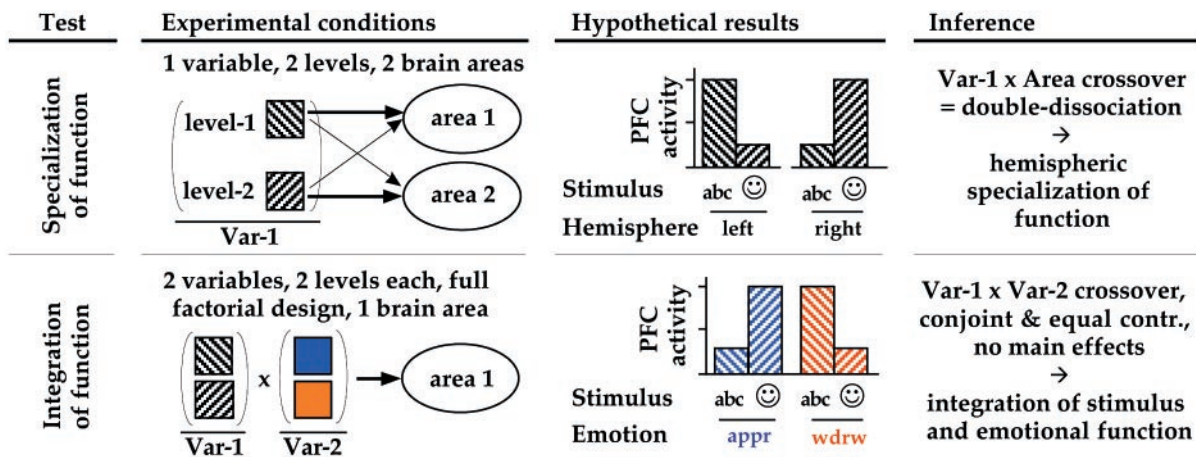 Test Experimental conditions Hypothetical results Inference
Specialization
of function
1 variable, 2 levels, 2 brain areas
level-1
level-2
Var-1
area 1
area 2
PFC
activity
Stimulus abc abc
Hemisphere left right
Var-1 x Area crossover
= double-dissociation
→
hemispheric
specialization of
function
Integration
of function
2 variables, 2 levels each, full
factorial design, 1 brain area
x
Var-1 Var-2
area 1
PFC
activity
Stimulus abc abc
Emotion appr wdrw
Var-1 x Var-2 crossover,
conjoint & equal contr.,
no main effects
→
integration of stimulus
and emotional function